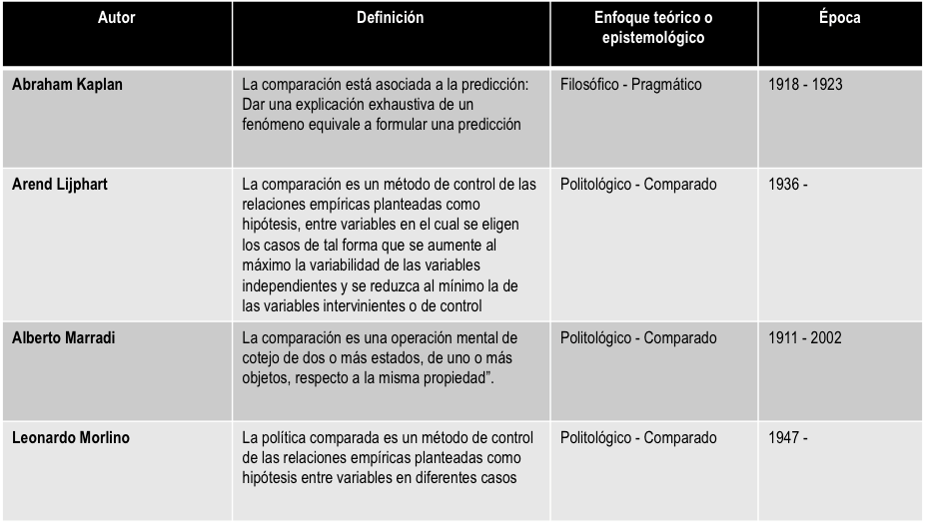 Autor
Definición
Enfoque teórico o
epistemológico
Época
Abraham Kaplan
La comparación está asociada a la predicción:
Dar una explicación exhaustiva de un
fenómeno equivale a formular una predicción
Filosófico - Pragmático
1918 - 1923
Arend Lijphart
La comparación es un método de control de las
relaciones empíricas planteadas como
hipótesis, entre variables en el cual se eligen
los casos de tal forma que se aumente al
máximo la variabilidad de las variables
independientes y se reduzca al mínimo la de
las variables intervinientes o de control
Politológico - Comparado
1936 -
Alberto Marradi
La comparación es una operación mental de
cotejo de dos o más estados, de uno o más
objetos, respecto a la misma propiedad”.
Politológico - Comparado
1911 - 2002
Leonardo Morlino
La política comparada es un método de control
de las relaciones empíricas planteadas como
hipótesis entre variables en diferentes casos
Politológico - Comparado
1947 -